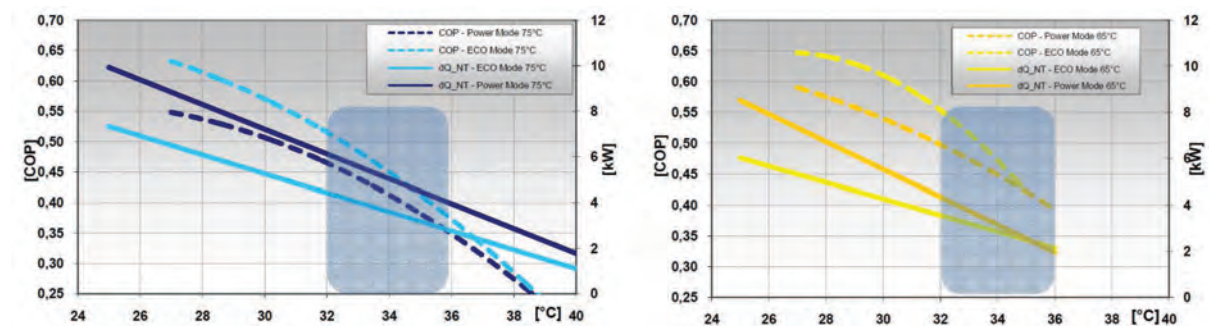 0,70
0,65
0,60
0,55
0,50
0,45
0,40
0,35
0,30
0,25
[COP]
COP - Power Mode 75°C
COP - ECO Mode 75°C
dQ_NT - ECO Mode 75°C
dQ_NT - Power Mode 75°C
12
10
8
6
4
2
0
[kW]
24 26 28 30 32 34 36 38 [°C] 40
0,70
0,65
0,60
0,55
0,50
0,45
0,40
0,35
0,30
0,25
[COP]
COP - Power Mode 65°C
COP - ECO Mode 65°C
dQ_NT - ECO Mode 65°C
dQ_NT - Power Mode 65°C
12
10
8
6
4
2
0
[kW]
24 26 28 30 32 34 36 [°C] 38 40